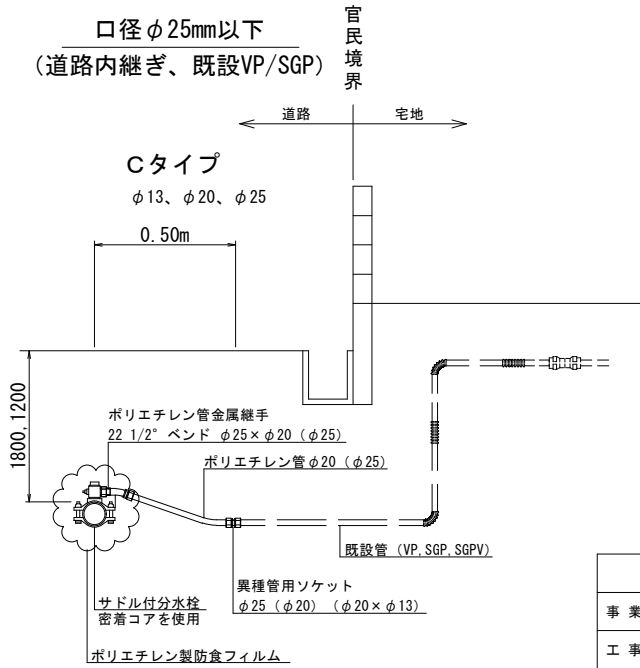 口径φ25mm以下
(道路内継ぎ、既設VP/SGP)
官民境界
道路
宅地
Cタイプ
φ13、φ20、φ25
0.50m
1800,1200
ポリエチレン管金属継手
22 1/2° ベンド φ25×φ20 (φ25)
ポリエチレン管φ20 (φ25)
既設管 (VP,SGP,SGPV)
異種管用ソケット
φ25 (φ20) (φ20×φ13)
サドル付分水栓
密着コアを使用
ポリエチレン製防食フィルム
事業
工事